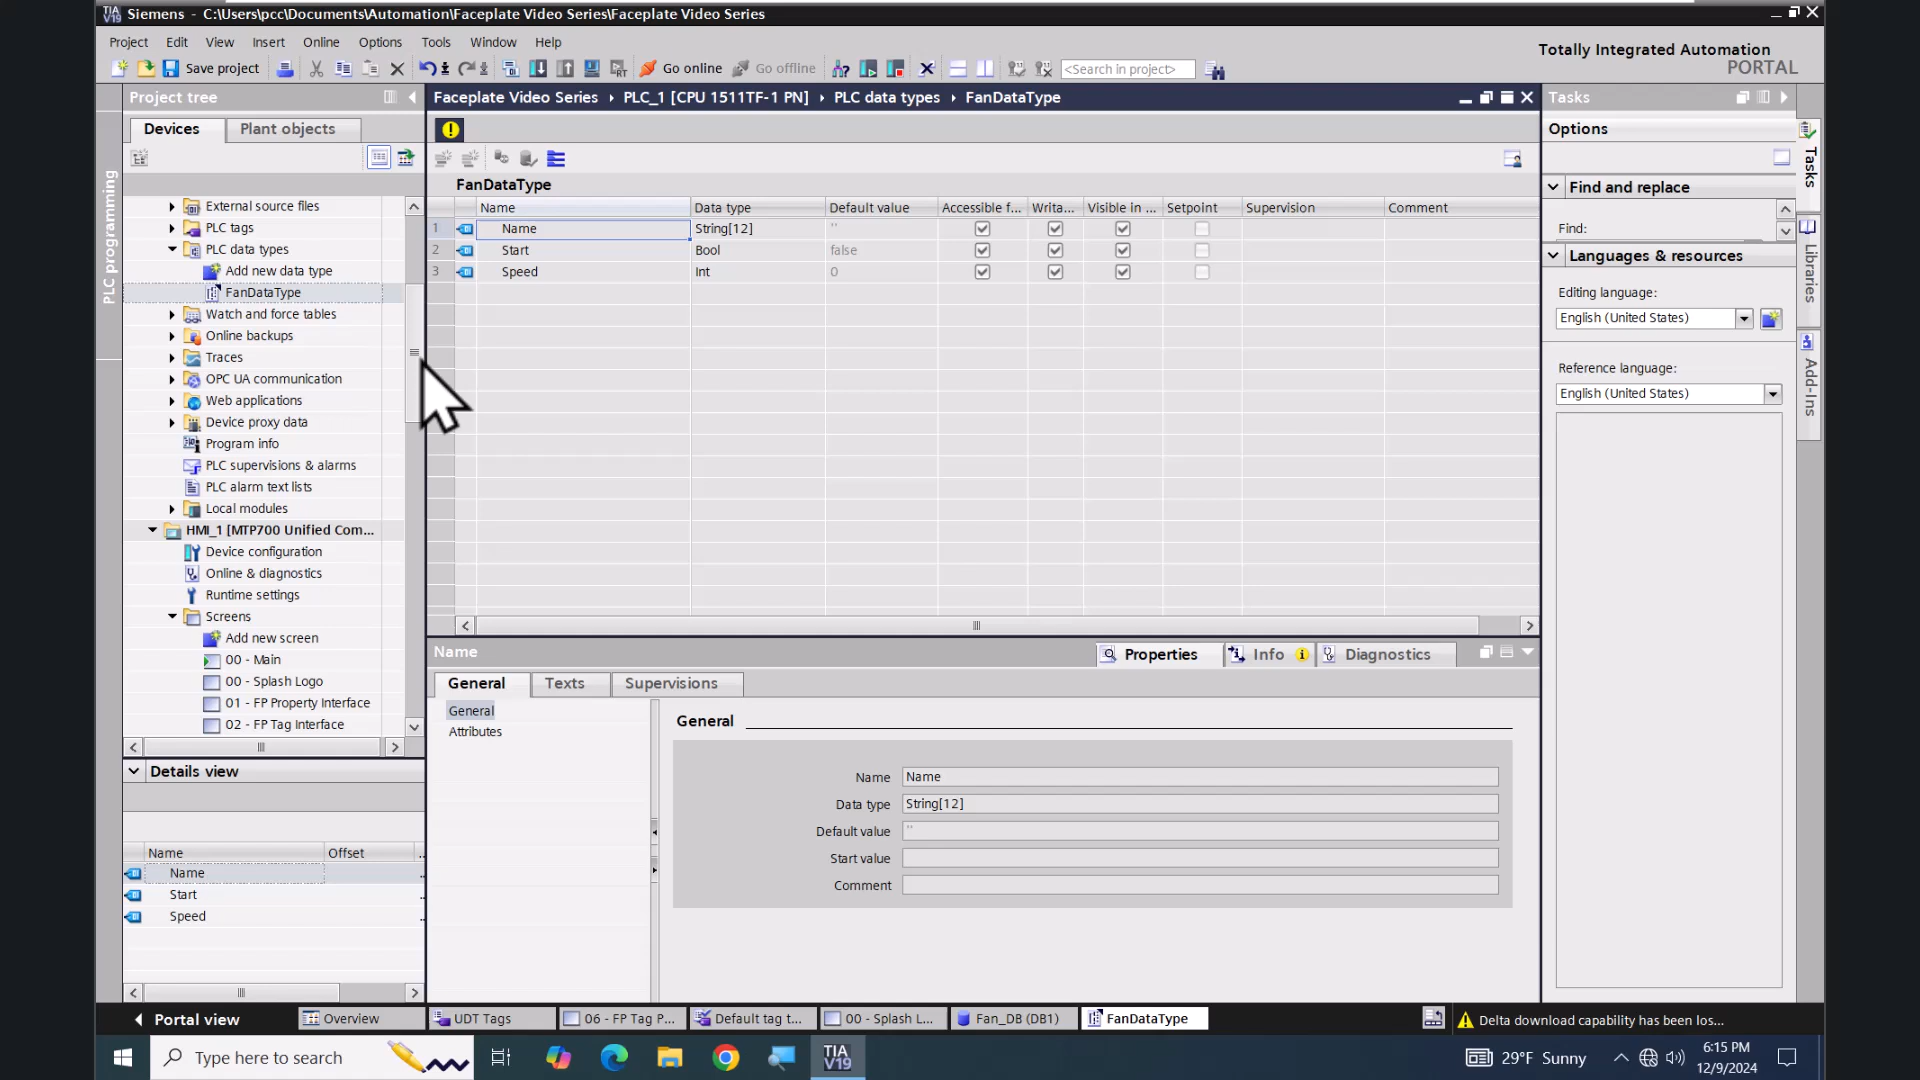 TIA V19 Siemens - C:\Users\pcc\Documents\Automation\Faceplate Video Series\Faceplate Video Series
Project Edit View Insert Online Options Tools Window Help
Totally Integrated Automation
PORTAL
Save project Go online Go offline <Search in project>
Project tree
Faceplate Video Series › PLC_1 [CPU 1511TF-1 PN] › PLC data types › FanDataType
Tasks
Devices Plant objects
Options
PLC programming
FanDataType
Name Data type Default value Accessible f... Writa... Visible in ... Setpoint Supervision Comment
1 Name String[12] ''
2 Start Bool false
3 Speed Int 0
External source files
PLC tags
PLC data types
Add new data type
FanDataType
Watch and force tables
Online backups
Traces
OPC UA communication
Web applications
Device proxy data
Program info
PLC supervisions & alarms
PLC alarm text lists
Local modules
HMI_1 [MTP700 Unified Com...
Device configuration
Online & diagnostics
Runtime settings
Screens
Add new screen
00 - Main
00 - Splash Logo
01 - FP Property Interface
02 - FP Tag Interface
Find and replace
Find:
Languages & resources
Editing language:
English (United States)
Reference language:
English (United States)
Tasks
Libraries
Add-Ins
Details view
Name Offset ..
Name
Start ..
Speed ..
Name
Properties Info Diagnostics
General Texts Supervisions
General
Attributes
General
Name Name
Data type String[12]
Default value ''
Start value
Comment
Portal view Overview UDT Tags 06 - FP Tag P... Default tag t... 00 - Splash L... Fan_DB (DB1) FanDataType Delta download capability has been los...
Type here to search
TIA V19
29°F Sunny
6:15 PM
12/9/2024